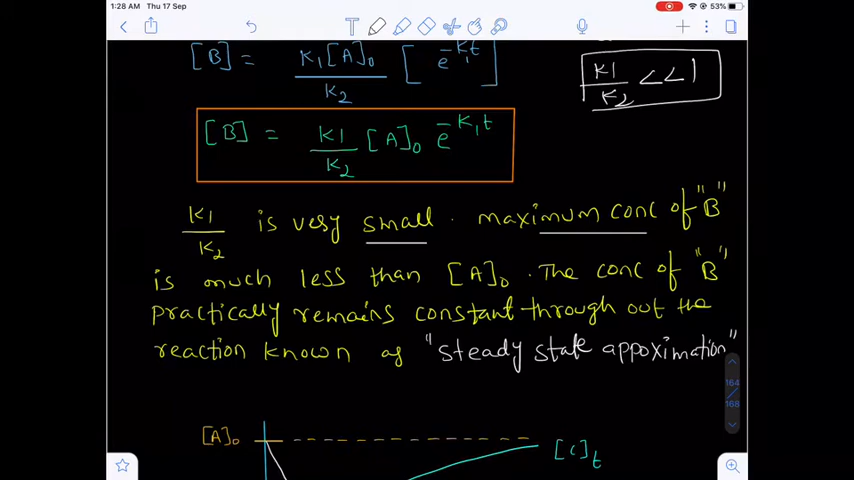 1:28 AM Thu 17 Sep
53%
[B] = K1[A]0 / K2 [e^-K1t]
K1/K2 << 1
[B] = K1/K2 [A]0 e^-K1t
K1/K2 is very small. maximum conc of "B"
is much less than [A]0. The conc of "B"
practically remains constant through out the
reaction known as "steady state appoximation"
164
168
[A]0
[C]t